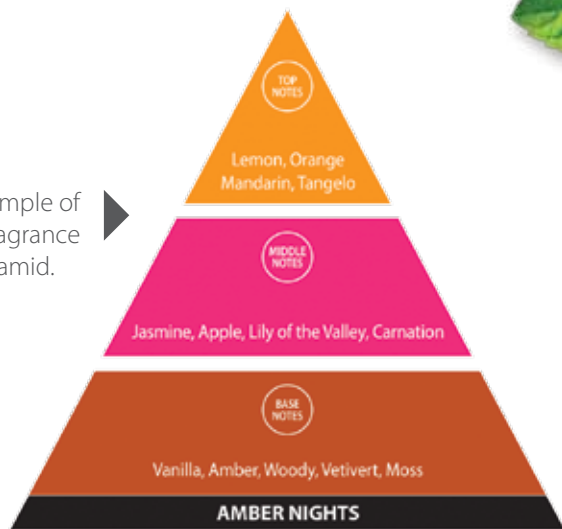 TOP
NOTES
Lemon, Orange
Mandarin, Tangelo
mple of
agrance
amid.
MIDDLE
NOTES
Jasmine, Apple, Lily of the Valley, Carnation
BASE
NOTES
Vanilla, Amber, Woody, Vetivert, Moss
AMBER NIGHTS